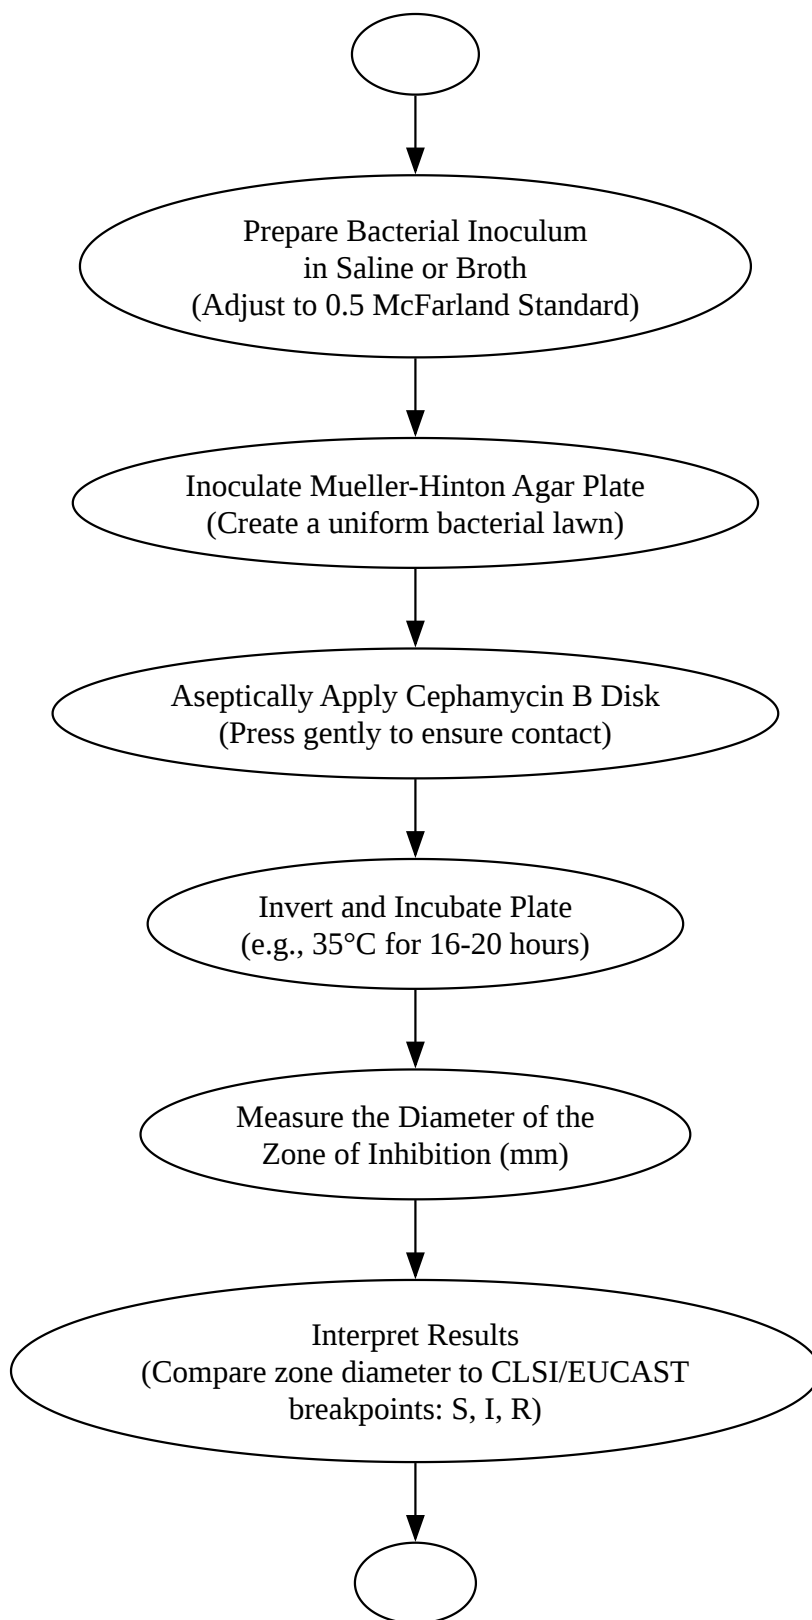 Prepare Bacterial Inoculum
in Saline or Broth
(Adjust to 0.5 McFarland Standard)
Inoculate Mueller-Hinton Agar Plate
(Create a uniform bacterial lawn)
Aseptically Apply Cephamycin B Disk
(Press gently to ensure contact)
Invert and Incubate Plate
(e.g., 35°C for 16-20 hours)
Measure the Diameter of the
Zone of Inhibition (mm)
Interpret Results
(Compare zone diameter to CLSI/EUCAST
breakpoints: S, I, R)